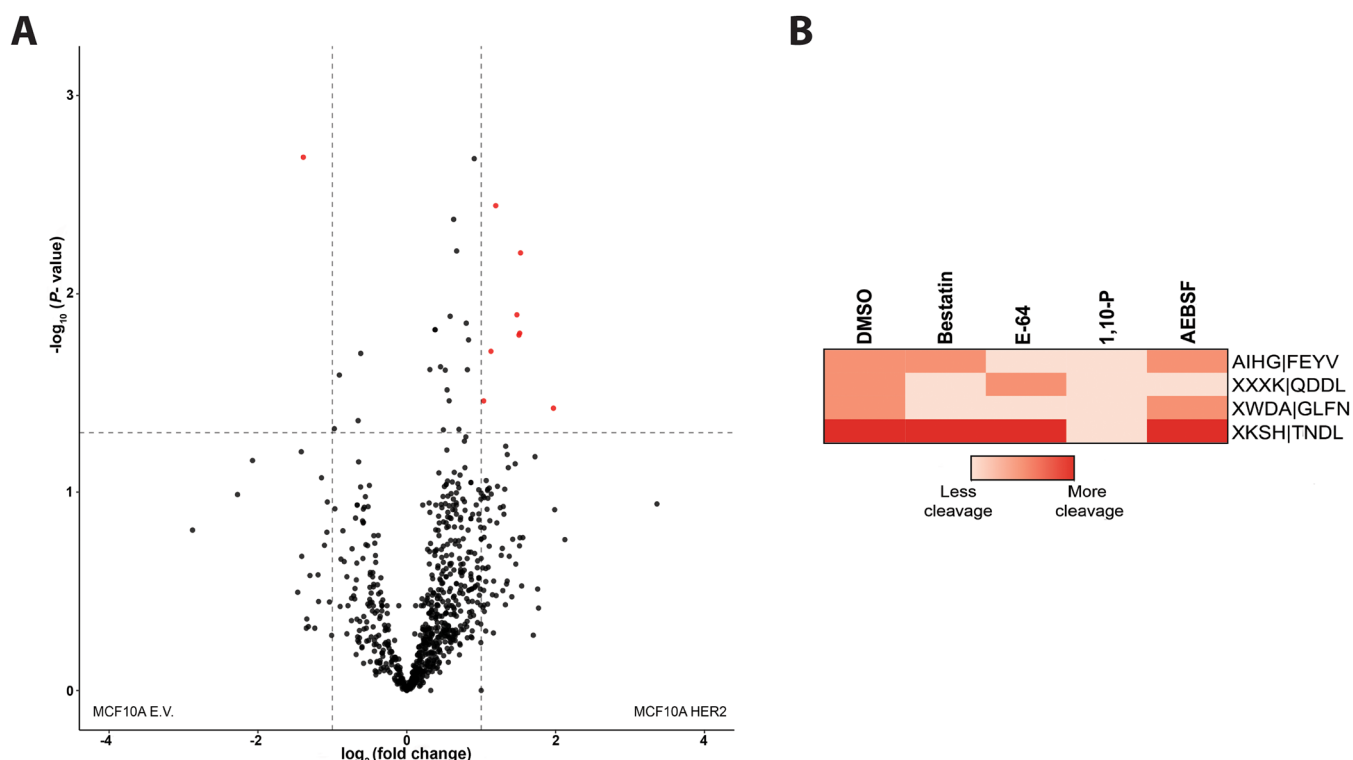 A
B
3
2
1
0
-log10 (P- value)
MCF10A E.V.
MCF10A HER2
-4
-2
0
2
4
log2 (fold change)
DMSO
Bestatin
E-64
1,10-P
AEBSF
AIHG|FEYV
XXXK|QDDL
XWDA|GLFN
XKSH|TNDL
Less
cleavage
More
cleavage